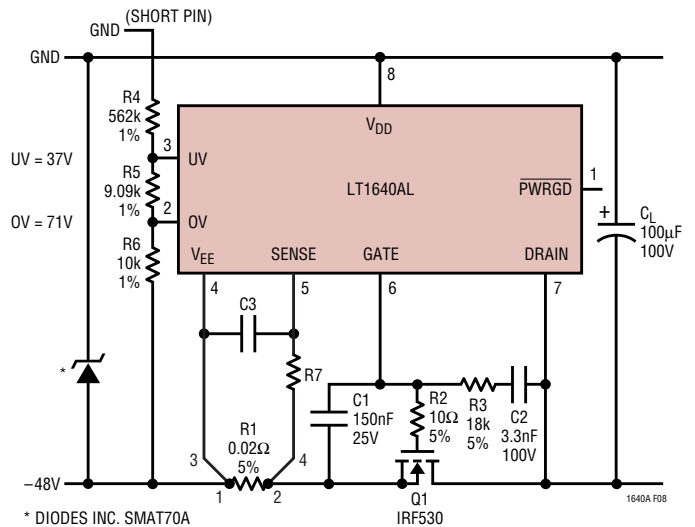 (SHORT PIN)
GND
GND
8
R4
562k
1%
V_DD
3
UV = 37V
UV
LT1640AL
PWRGD
1
R5
9.09k
1%
2
OV = 71V
OV
+
C_L
100µF
100V
R6
10k
1%
V_EE
SENSE
GATE
DRAIN
4
5
6
7
C3
R7
*
C1
150nF
25V
R2
10Ω
5%
R3
18k
5%
C2
3.3nF
100V
R1
0.02Ω
5%
3
4
–48V
1
2
1640A F08
Q1
IRF530
* DIODES INC. SMAT70A